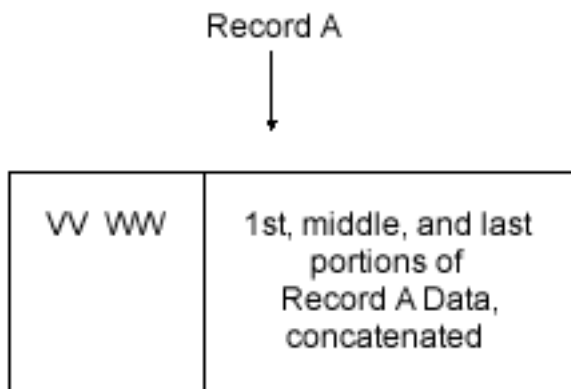 Record A
VV WW
1st, middle, and last
portions of
Record A Data,
concatenated